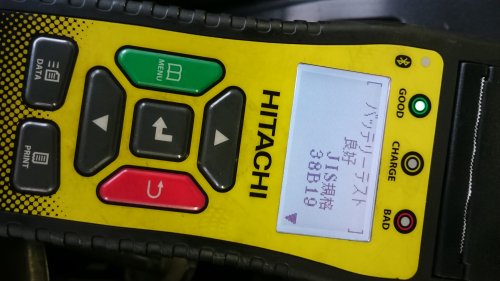 GOOD
CHARGE
BAD
[ バッテリーテスト ]
良好
JIS規格
38B19
HITACHI
MENU
DATA
PRINT